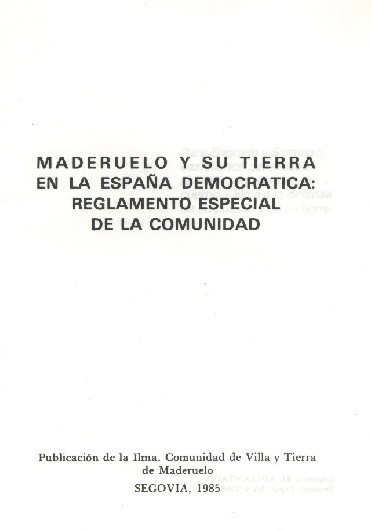 MADERUELO Y SU TIERRA
EN LA ESPAÑA DEMOCRATICA:
REGLAMENTO ESPECIAL
DE LA COMUNIDAD
Publicación de la Ilma. Comunidad de Villa y Tierra
de Maderuelo
SEGOVIA, 1985